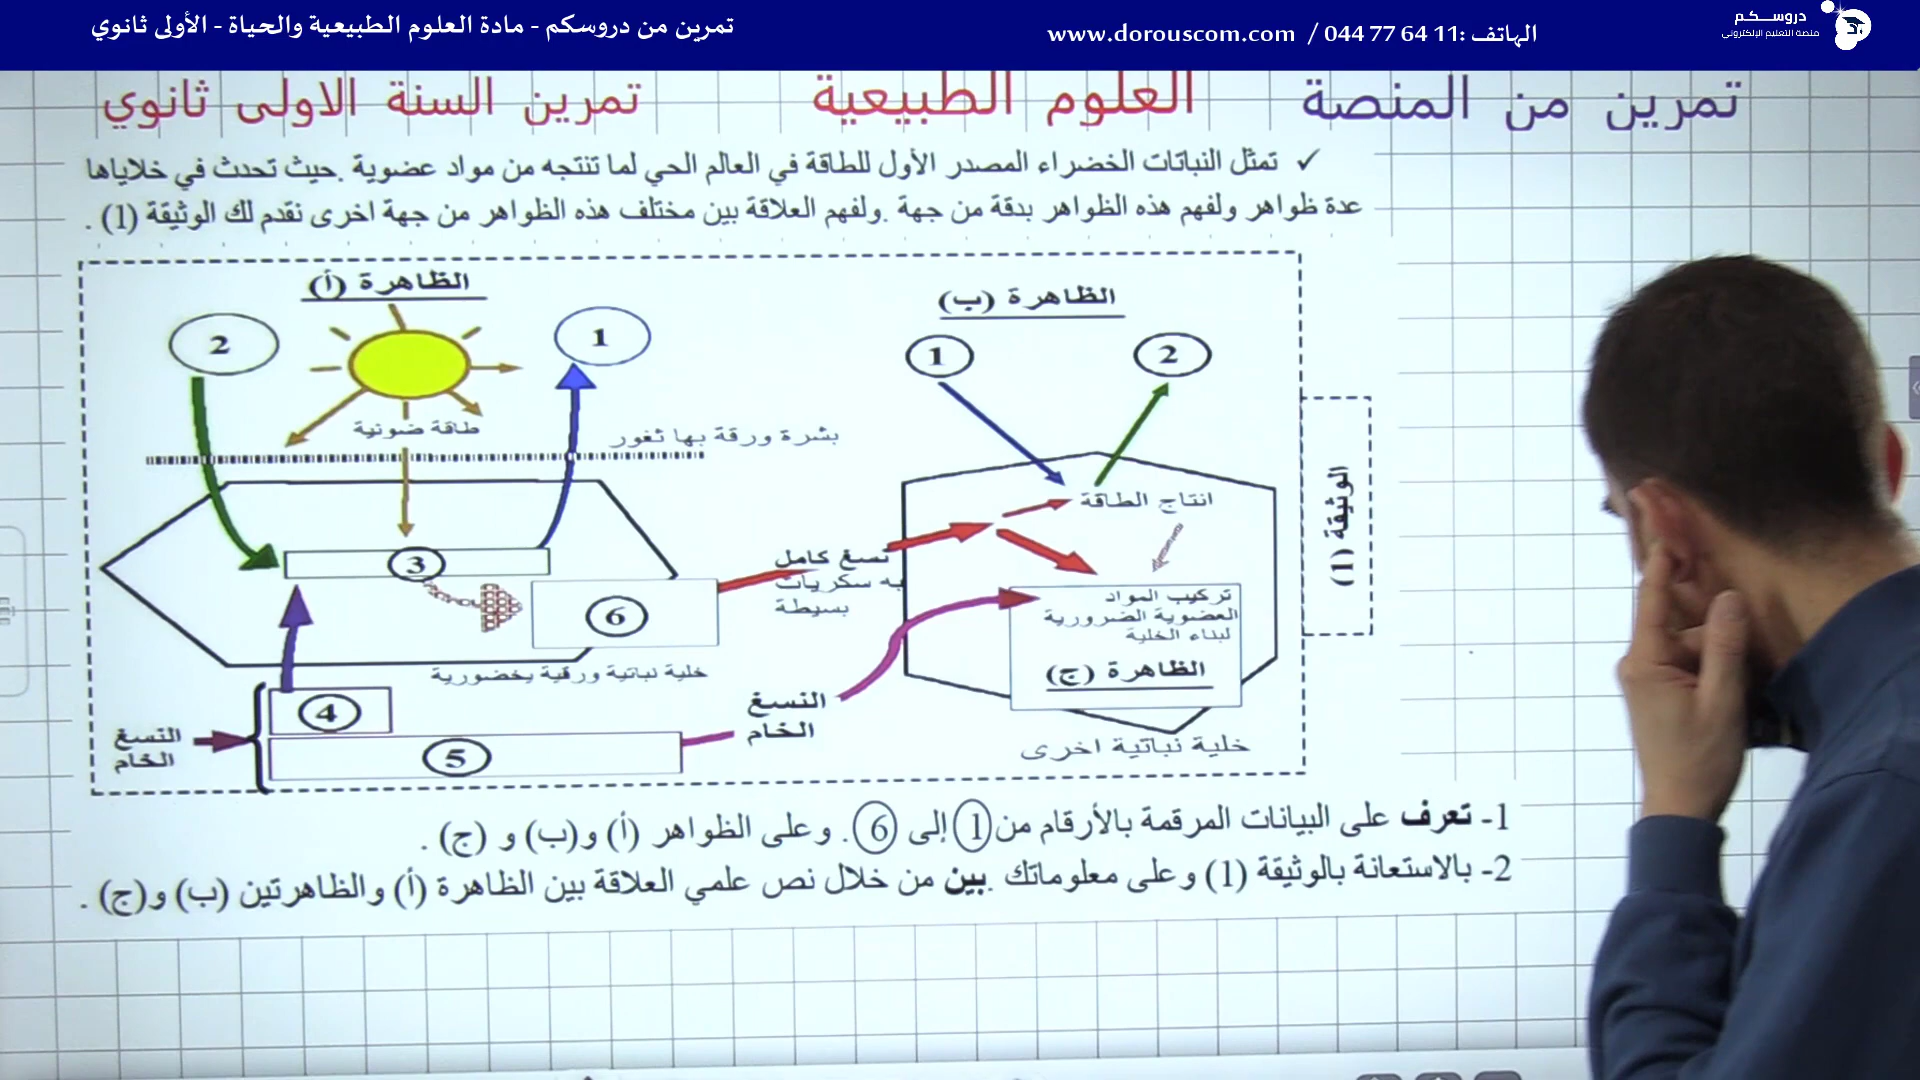 تمرين من دروسكم - مادة العلوم الطبيعية والحياة - الأولى ثانوي
www.dorouscom.com / الهاتف :11 64 77 044
دروسكم
منصة التعليم الإلكتروني
تمرين من المنصة
العلوم الطبيعية
تمرين السنة الاولى ثانوي
✓ تمثل النباتات الخضراء المصدر الأول للطاقة في العالم الحي لما تنتجه من مواد عضوية .حيث تحدث في خلاياها
عدة ظواهر ولفهم هذه الظواهر بدقة من جهة .ولفهم العلاقة بين مختلف هذه الظواهر من جهة اخرى نقدم لك الوثيقة (1) .
الظاهرة (أ)
الظاهرة (ب)
2
1
1
2
طاقة ضوئية
بشرة ورقة بها ثغور
انتاج الطاقة
الوثيقة (1)
3
6
نسغ كامل
به سكريات
بسيطة
تركيب المواد
العضوية الضرورية
لبناء الخلية
الظاهرة (ج)
خلية نباتية ورقية يخضورية
4
5
النسغ
الخام
النسغ
الخام
خلية نباتية اخرى
1- تعرف على البيانات المرقمة بالأرقام من 1 إلى 6 . وعلى الظواهر (أ) و(ب) و (ج) .
2- بالاستعانة بالوثيقة (1) وعلى معلوماتك .بين من خلال نص علمي العلاقة بين الظاهرة (أ) والظاهرتين (ب) و(ج) .